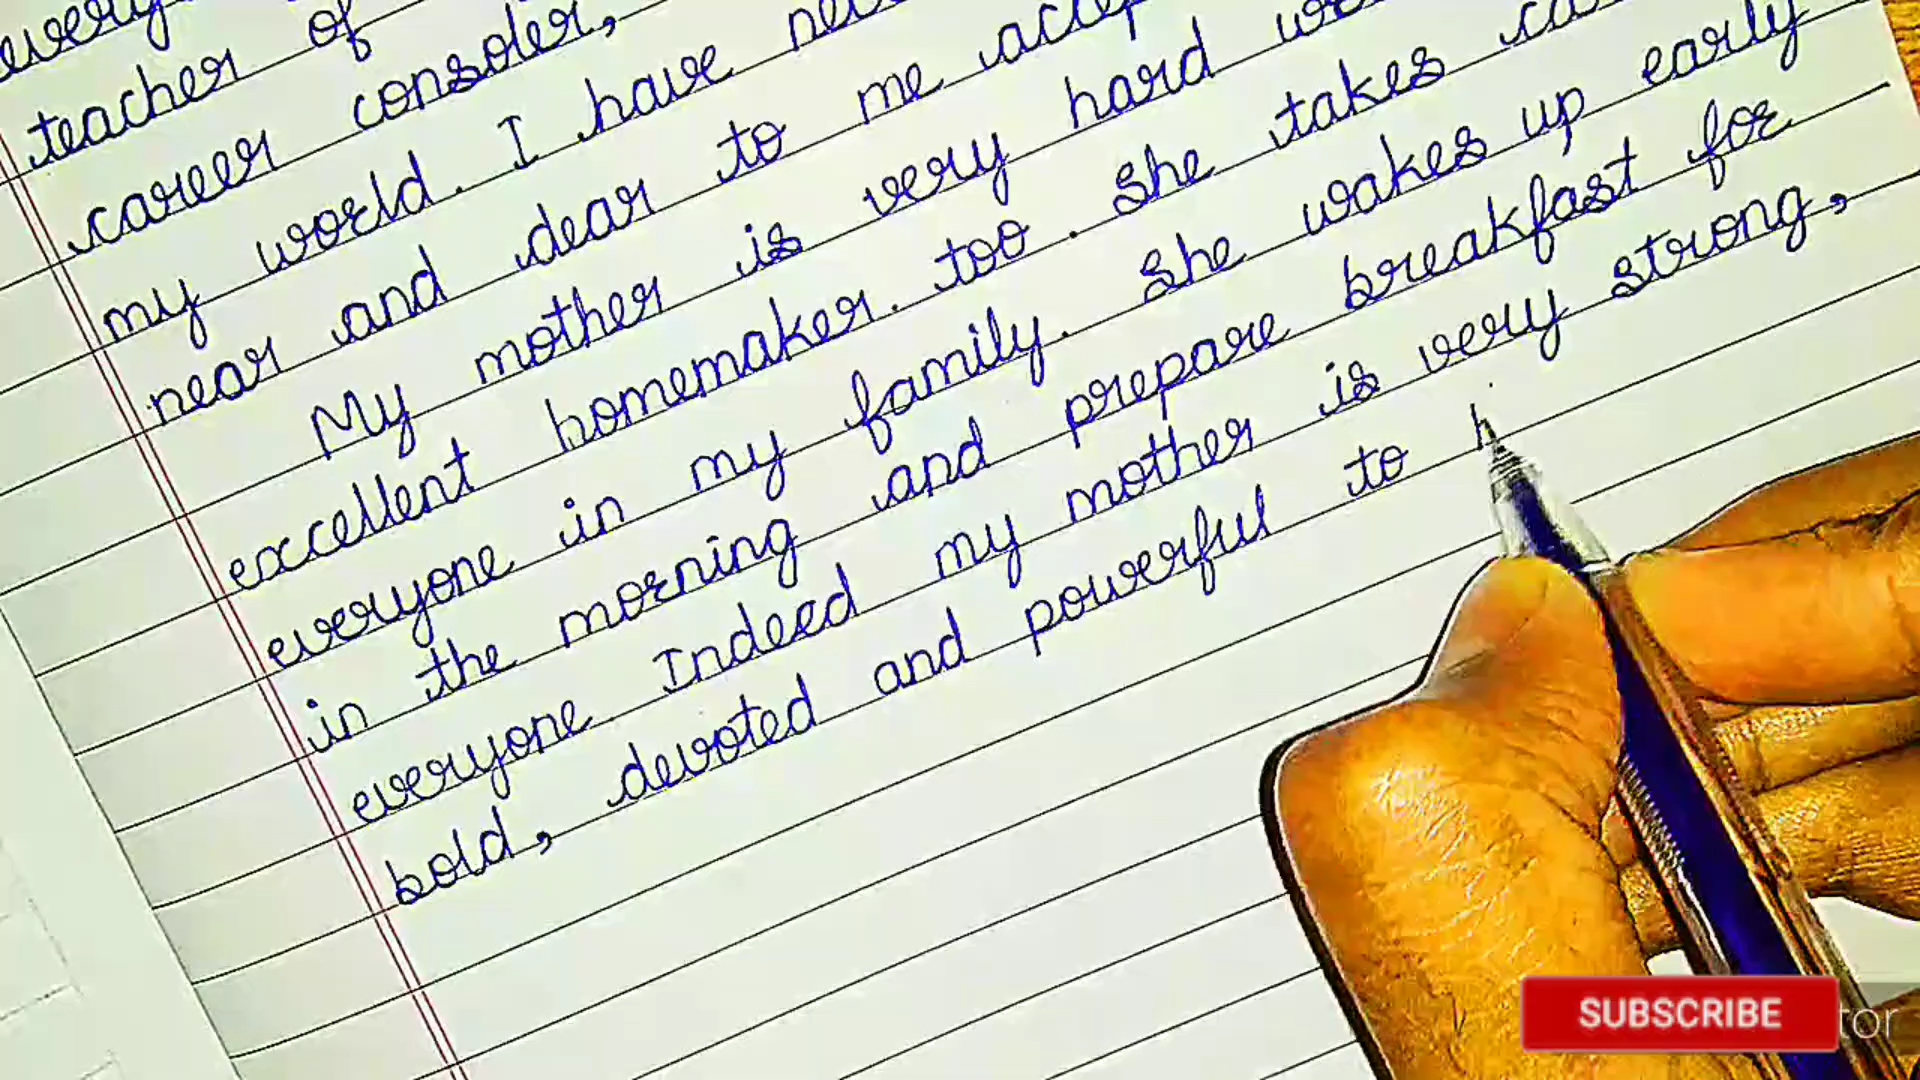 teacher of
career consoler,
my world. I have
near and dear to me
My mother is very hard
excellent homemaker. too. She takes
everyone in my family. She wakes up early
in the morning and prepare breakfast for
everyone. Indeed my mother is very strong,
bold, devoted and powerful to
SUBSCRIBE